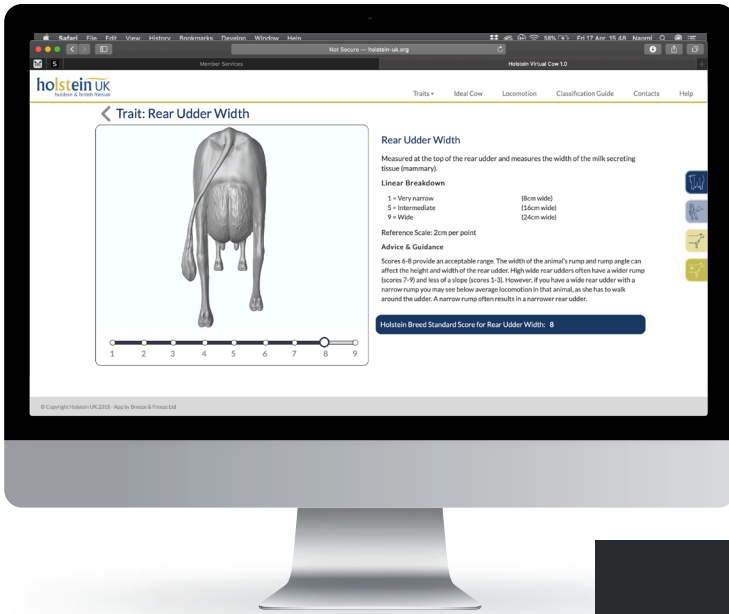 Safari File Edit View History Bookmarks Develop Window Help
58% Fri 17 Apr 15 48 Naomi
Not Secure — holstein-uk.org
S
Member Services
Holstein Virtual Cow 1.0
holstein UK
holstein & british friesian
Traits
Ideal Cow
Locomotion
Classification Guide
Contacts
Help
Trait: Rear Udder Width
Rear Udder Width
Measured at the top of the rear udder and measures the width of the milk secreting
tissue (mammary).
Linear Breakdown
1 = Very narrow (8cm wide)
5 = Intermediate (16cm wide)
9 = Wide (24cm wide)
Reference Scale: 2cm per point
Advice & Guidance
Scores 6-8 provide an acceptable range. The width of the animal's rump and rump angle can
affect the height and width of the rear udder. High wide rear udders often have a wider rump
(scores 7-9) and less of a slope (scores 1-3). However, if you have a wide rear udder with a
narrow rump you may see below average locomotion in that animal, as she has to walk
around the udder. A narrow rump often results in a narrower rear udder.
Holstein Breed Standard Score for Rear Udder Width: 8
1 2 3 4 5 6 7 8 9
© Copyright Holstein UK 2018 - App by Breeze & Freeze Ltd